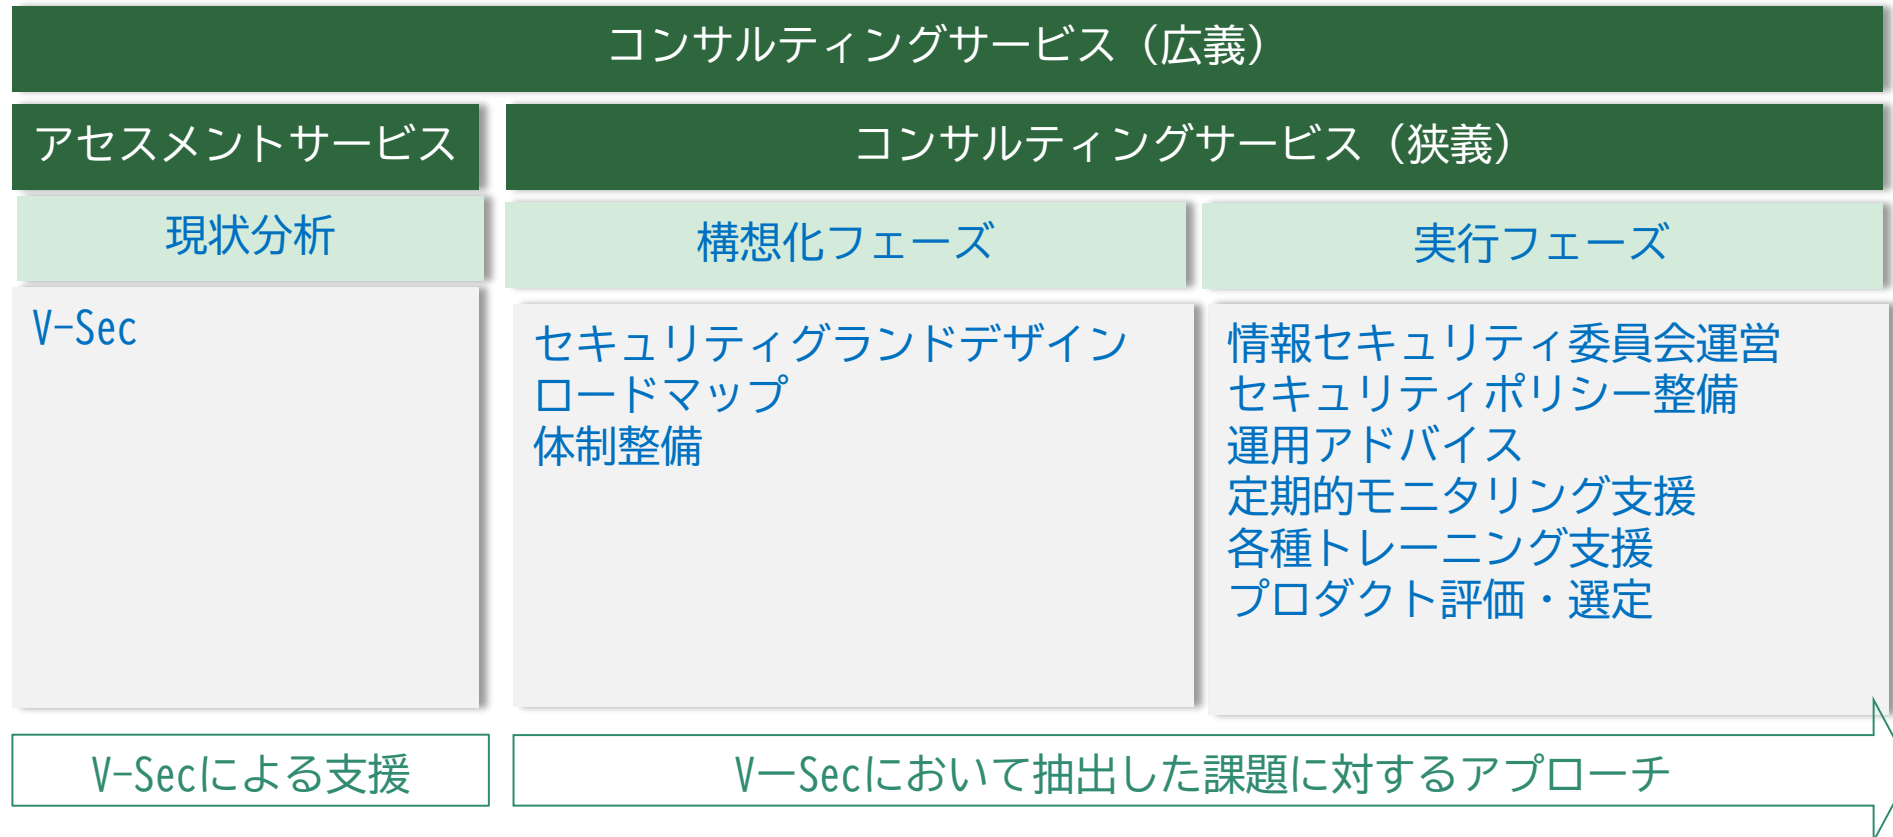 コンサルティングサービス（広義）
アセスメントサービス
コンサルティングサービス（狭義）
現状分析
構想化フェーズ
実行フェーズ
V-Sec
セキュリティグランドデザイン
ロードマップ
体制整備
情報セキュリティ委員会運営
セキュリティポリシー整備
運用アドバイス
定期的モニタリング支援
各種トレーニング支援
プロダクト評価・選定
V-Secによる支援
VーSecにおいて抽出した課題に対するアプローチ